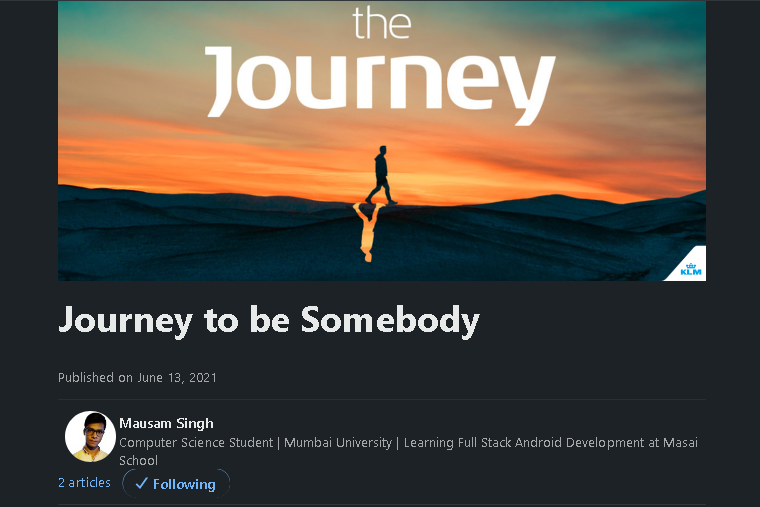 the
Journey
KLM
Journey to be Somebody
Published on June 13, 2021
Mausam Singh
Computer Science Student | Mumbai University | Learning Full Stack Android Development at Masai
School
2 articles
Following